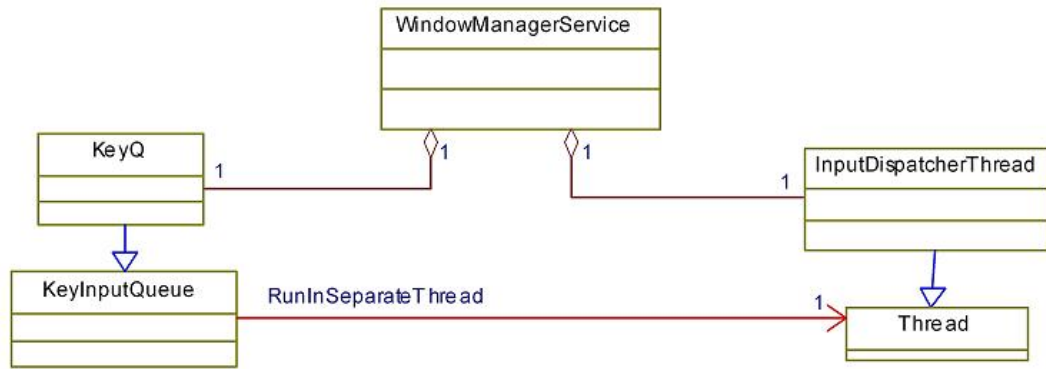 WindowManagerService
1
1
KeyQ
1
1
InputDispatcherThread
KeyInputQueue
RunInSeparateThread
1
Thread